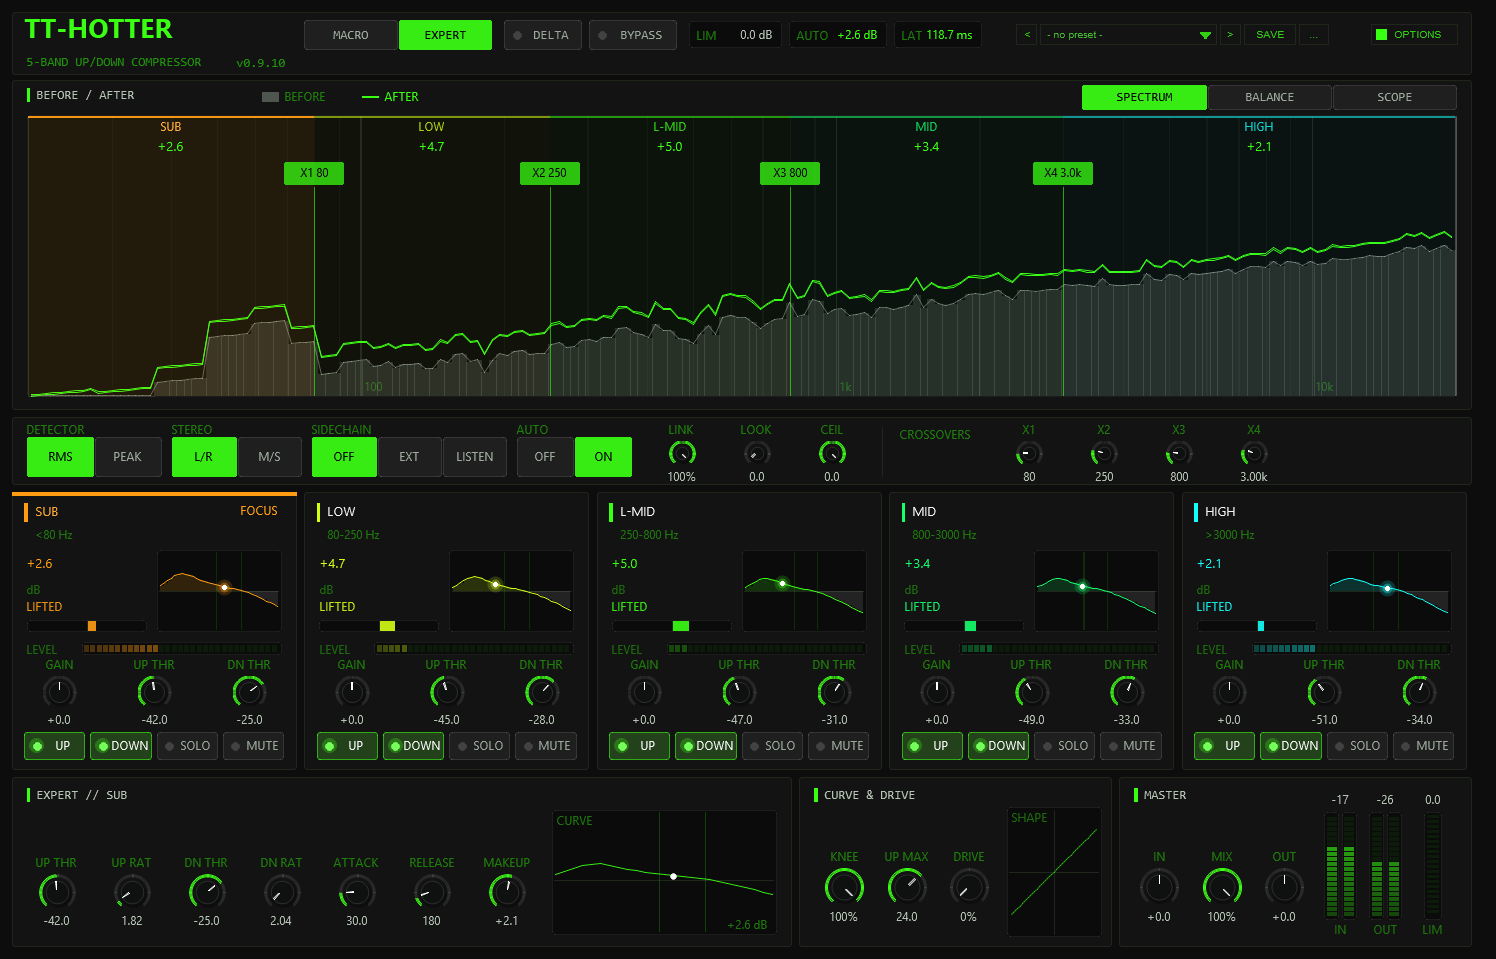 TT-HOTTER
5-BAND UP/DOWN COMPRESSOR v0.9.10
MACRO EXPERT DELTA BYPASS LIM 0.0 dB AUTO +2.6 dB LAT 118.7 ms < - no preset - > SAVE ... OPTIONS
BEFORE / AFTER BEFORE AFTER SPECTRUM BALANCE SCOPE
SUB LOW L-MID MID HIGH
+2.6 +4.7 +5.0 +3.4 +2.1
X1 80 X2 250 X3 800 X4 3.0k
100 1k 10k
DETECTOR STEREO SIDECHAIN AUTO LINK LOOK CEIL CROSSOVERS X1 X2 X3 X4
RMS PEAK L/R M/S OFF EXT LISTEN OFF ON
100% 0.0 0.0 80 250 800 3.00k
SUB FOCUS LOW L-MID MID HIGH
<80 Hz 80-250 Hz 250-800 Hz 800-3000 Hz >3000 Hz
+2.6 +4.7 +5.0 +3.4 +2.1
dB dB dB dB dB
LIFTED LIFTED LIFTED LIFTED LIFTED
LEVEL LEVEL LEVEL LEVEL LEVEL
GAIN UP THR DN THR GAIN UP THR DN THR GAIN UP THR DN THR GAIN UP THR DN THR GAIN UP THR DN THR
+0.0 -42.0 -25.0 +0.0 -45.0 -28.0 +0.0 -47.0 -31.0 +0.0 -49.0 -33.0 +0.0 -51.0 -34.0
UP DOWN SOLO MUTE UP DOWN SOLO MUTE UP DOWN SOLO MUTE UP DOWN SOLO MUTE UP DOWN SOLO MUTE
EXPERT // SUB CURVE & DRIVE MASTER
-17 -26 0.0
CURVE SHAPE
UP THR UP RAT DN THR DN RAT ATTACK RELEASE MAKEUP KNEE UP MAX DRIVE IN MIX OUT
-42.0 1.82 -25.0 2.04 30.0 180 +2.1 +2.6 dB 100% 24.0 0% +0.0 100% +0.0
IN OUT LIM